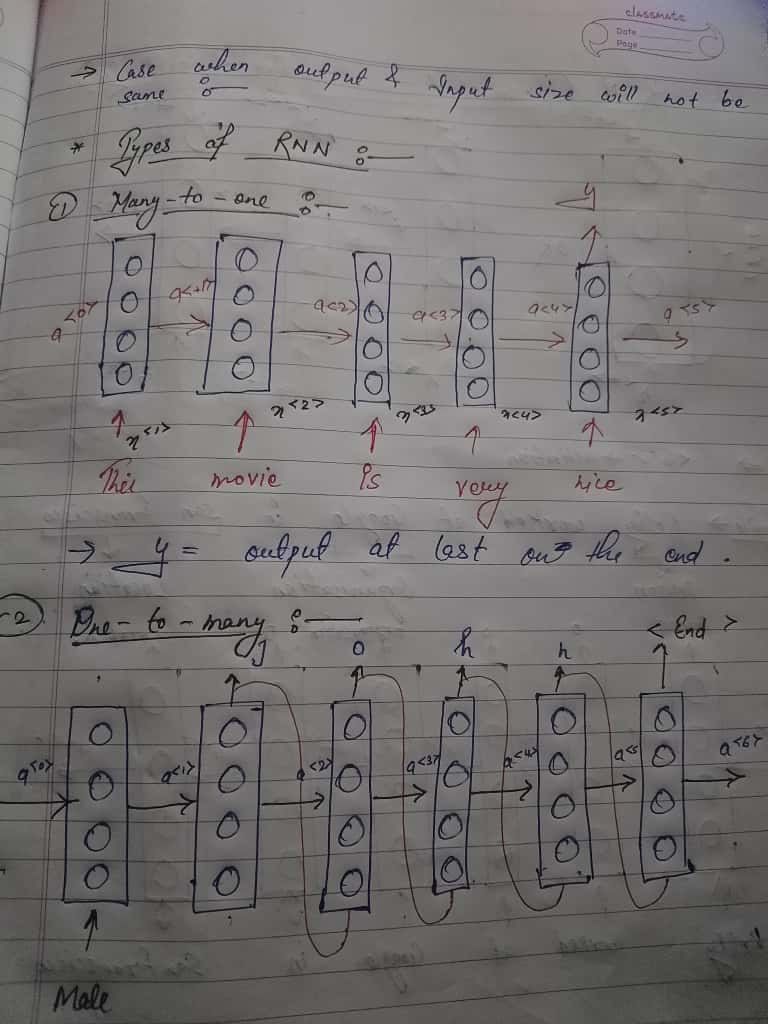 classmate
Date
Page
→ Case when output & Input size will not be
same :—
* Types of RNN :—
① Many-to-one :—
y
a<0> a<1> a<2> a<3> a<4> a<5>
x<1> x<2> x<3> x<4> x<5>
This movie is very nice
→ y = output at last on the end .
2 One-to-many :—
J o h n < End >
a<0> a<1> a<2> a<3> a<4> a<5 a<6>
Male